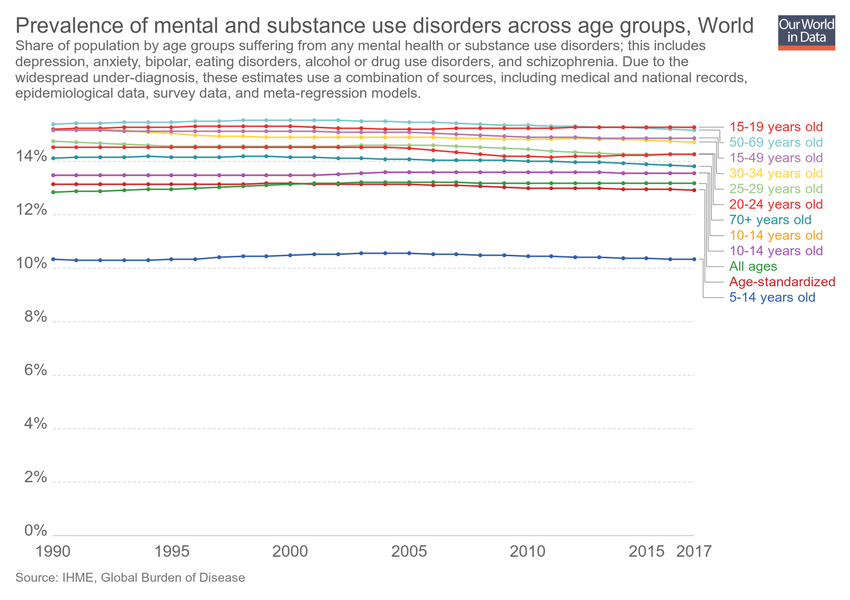 Prevalence of mental and substance use disorders across age groups, World
Our World
in Data
Share of population by age groups suffering from any mental health or substance use disorders; this includes
depression, anxiety, bipolar, eating disorders, alcohol or drug use disorders, and schizophrenia. Due to the
widespread under-diagnosis, these estimates use a combination of sources, including medical and national records,
epidemiological data, survey data, and meta-regression models.
14%
12%
10%
8%
6%
4%
2%
0%
1990
1995
2000
2005
2010
2015
2017
15-19 years old
50-69 years old
15-49 years old
30-34 years old
25-29 years old
20-24 years old
70+ years old
10-14 years old
10-14 years old
All ages
Age-standardized
5-14 years old
Source: IHME, Global Burden of Disease